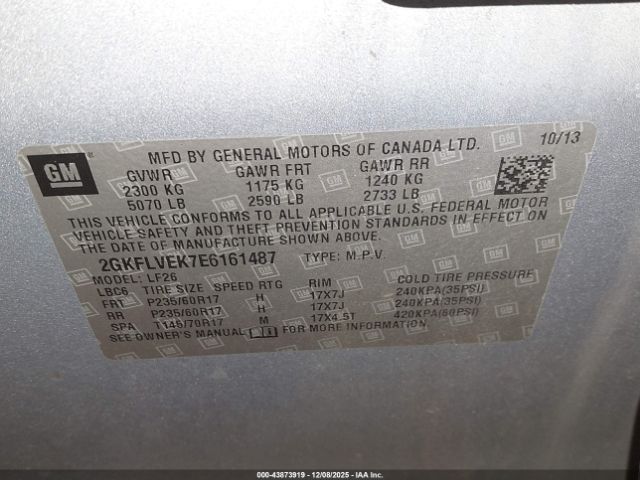 GM
MFD BY GENERAL MOTORS OF CANADA LTD. 10/13
GVWR GAWR FRT GAWR RR
2300 KG 1175 KG 1240 KG
5070 LB 2590 LB 2733 LB
THIS VEHICLE CONFORMS TO ALL APPLICABLE U.S. FEDERAL MOTOR
VEHICLE SAFETY, BUMPER, AND THEFT PREVENTION STANDARDS IN EFFECT ON
THE DATE OF MANUFACTURE SHOWN ABOVE.
2GKFLVEK7E6161487 TYPE: M.P.V.
MODEL: LF26
LBC6 TIRE SIZE SPEED RTG RIM COLD TIRE PRESSURE
FRT P235/60R17 H 17X7J 240KPA(35PSI)
RR P235/60R17 H 17X7J 240KPA(35PSI)
SPA T145/70R17 M 17X4.5T 420KPA(60PSI)
SEE OWNER'S MANUAL FOR MORE INFORMATION.
000-43873919 - 12/08/2025 - IAAI.com